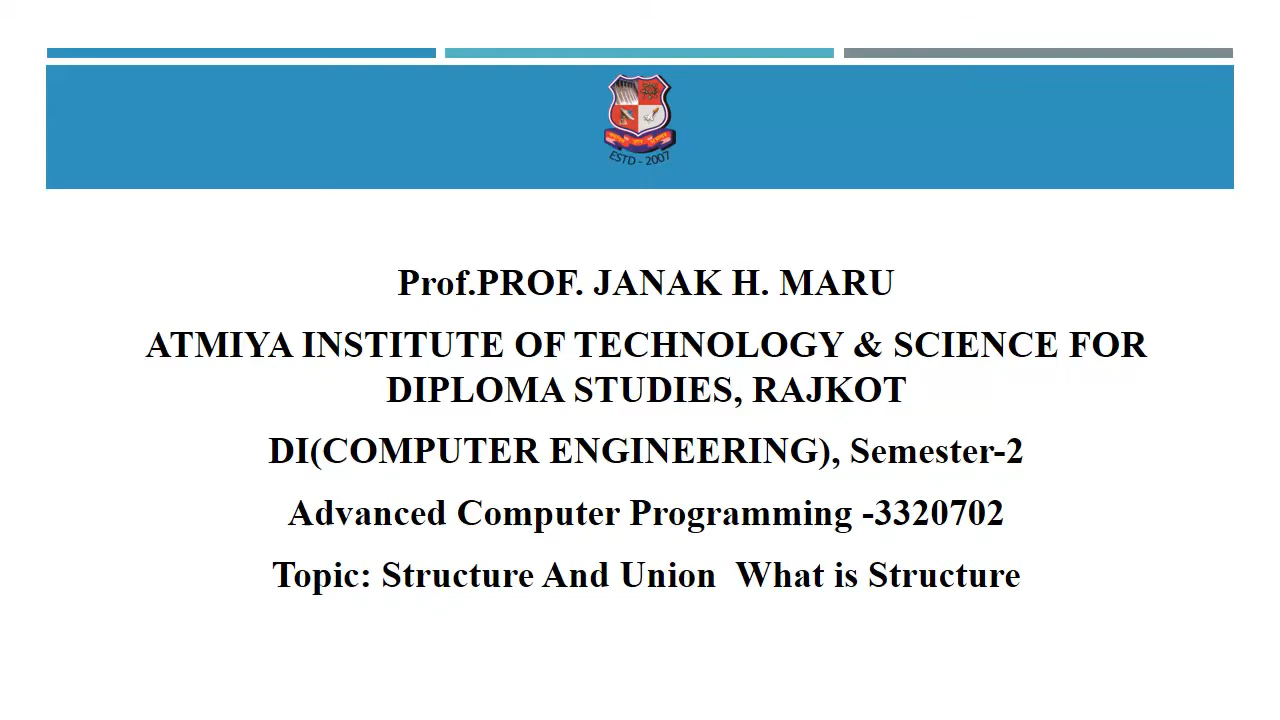 ESTD - 2007
Prof.PROF. JANAK H. MARU
ATMIYA INSTITUTE OF TECHNOLOGY & SCIENCE FOR
DIPLOMA STUDIES, RAJKOT
DI(COMPUTER ENGINEERING), Semester-2
Advanced Computer Programming -3320702
Topic: Structure And Union  What is Structure